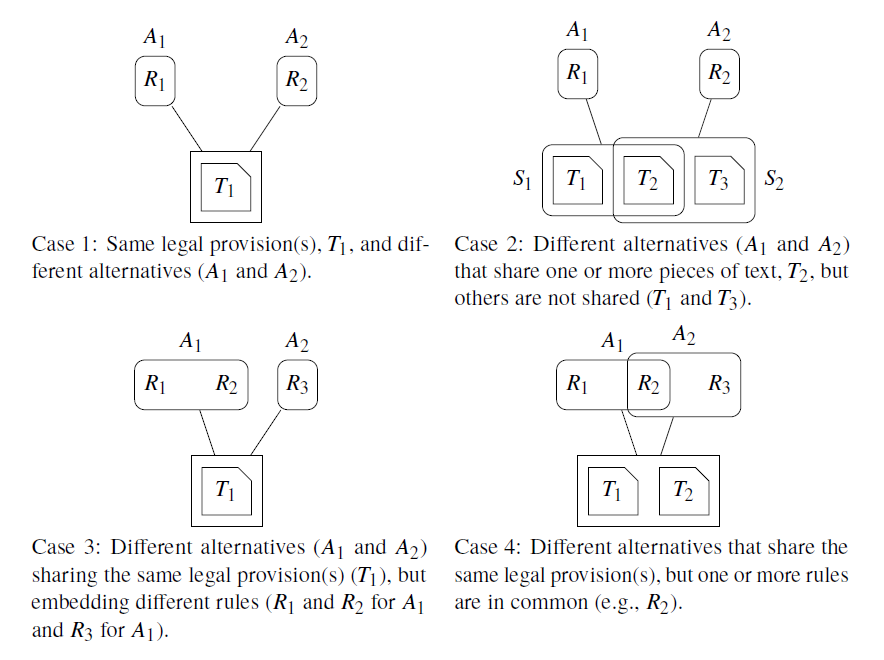 A₁ A₂
R₁ R₂
T₁
Case 1: Same legal provision(s), T₁, and dif-
ferent alternatives (A₁ and A₂).
A₁ A₂
R₁ R₂
S₁ T₁ T₂ T₃ S₂
Case 2: Different alternatives (A₁ and A₂)
that share one or more pieces of text, T₂, but
others are not shared (T₁ and T₃).
A₁ A₂
R₁ R₂ R₃
T₁
Case 3: Different alternatives (A₁ and A₂)
sharing the same legal provision(s) (T₁), but
embedding different rules (R₁ and R₂ for A₁
and R₃ for A₁).
A₁ A₂
R₁ R₂ R₃
T₁ T₂
Case 4: Different alternatives that share the
same legal provision(s), but one or more rules
are in common (e.g., R₂).